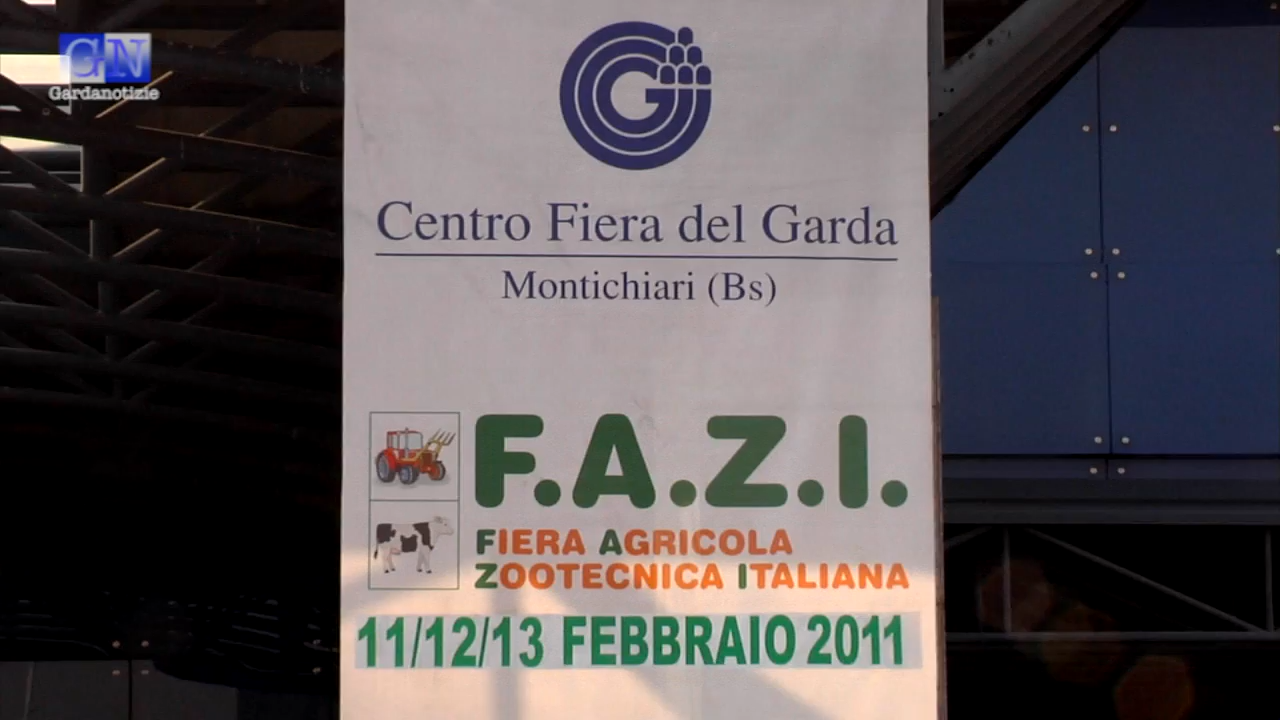 GN
Gardanotizie
G
Centro Fiera del Garda
Montichiari (Bs)
F.A.Z.I.
FIERA AGRICOLA
ZOOTECNICA ITALIANA
11/12/13 FEBBRAIO 2011